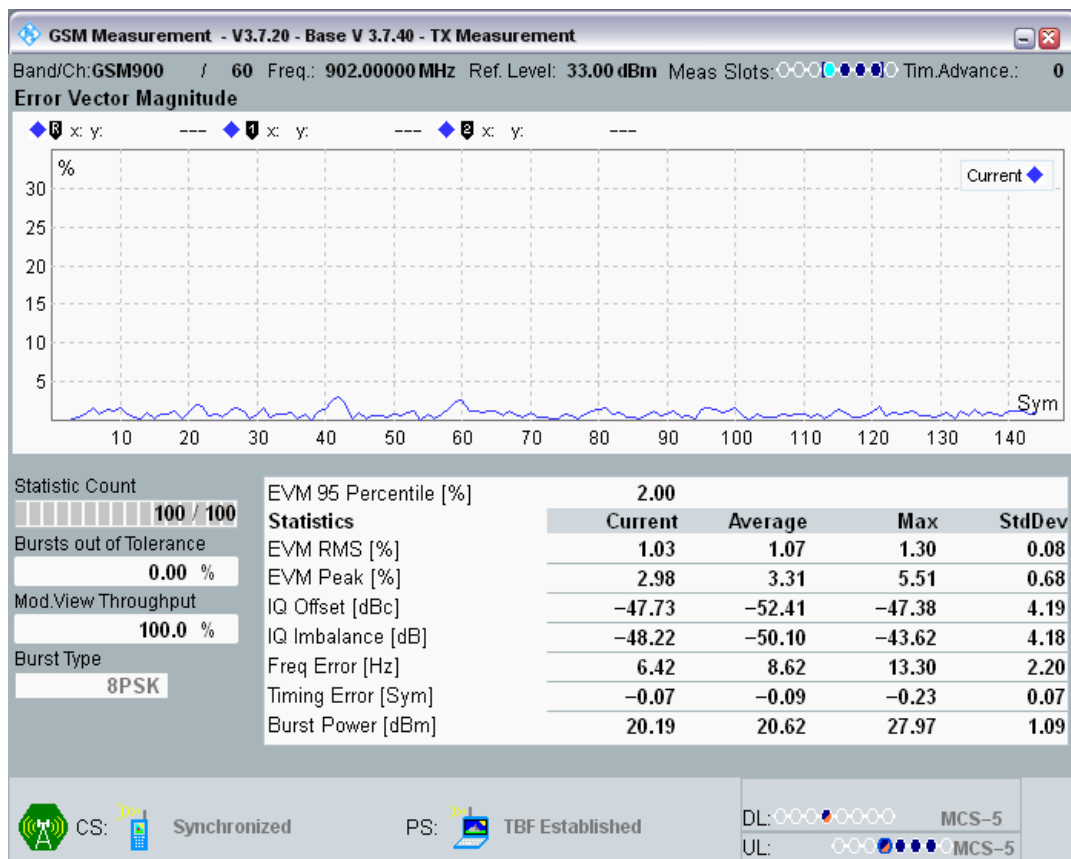 GSM Measurement - V3.7.20 - Base V 3.7.40 - TX Measurement
Band/Ch:GSM900 / 60 Freq.: 902.00000 MHz Ref. Level: 33.00 dBm Meas Slots: Tim.Advance.: 0
Error Vector Magnitude
R x: y: --- 1 x: y: --- 2 x: y: ---
%
Current
30
25
20
15
10
5
Sym
10 20 30 40 50 60 70 80 90 100 110 120 130 140
Statistic Count
100 / 100
Bursts out of Tolerance
0.00 %
Mod.View Throughput
100.0 %
Burst Type
8PSK
EVM 95 Percentile [%] 2.00
Statistics Current Average Max StdDev
EVM RMS [%] 1.03 1.07 1.30 0.08
EVM Peak [%] 2.98 3.31 5.51 0.68
IQ Offset [dBc] −47.73 −52.41 −47.38 4.19
IQ Imbalance [dB] −48.22 −50.10 −43.62 4.18
Freq Error [Hz] 6.42 8.62 13.30 2.20
Timing Error [Sym] −0.07 −0.09 −0.23 0.07
Burst Power [dBm] 20.19 20.62 27.97 1.09
CS: Synchronized PS: TBF Established
DL: MCS−5
UL: MCS−5